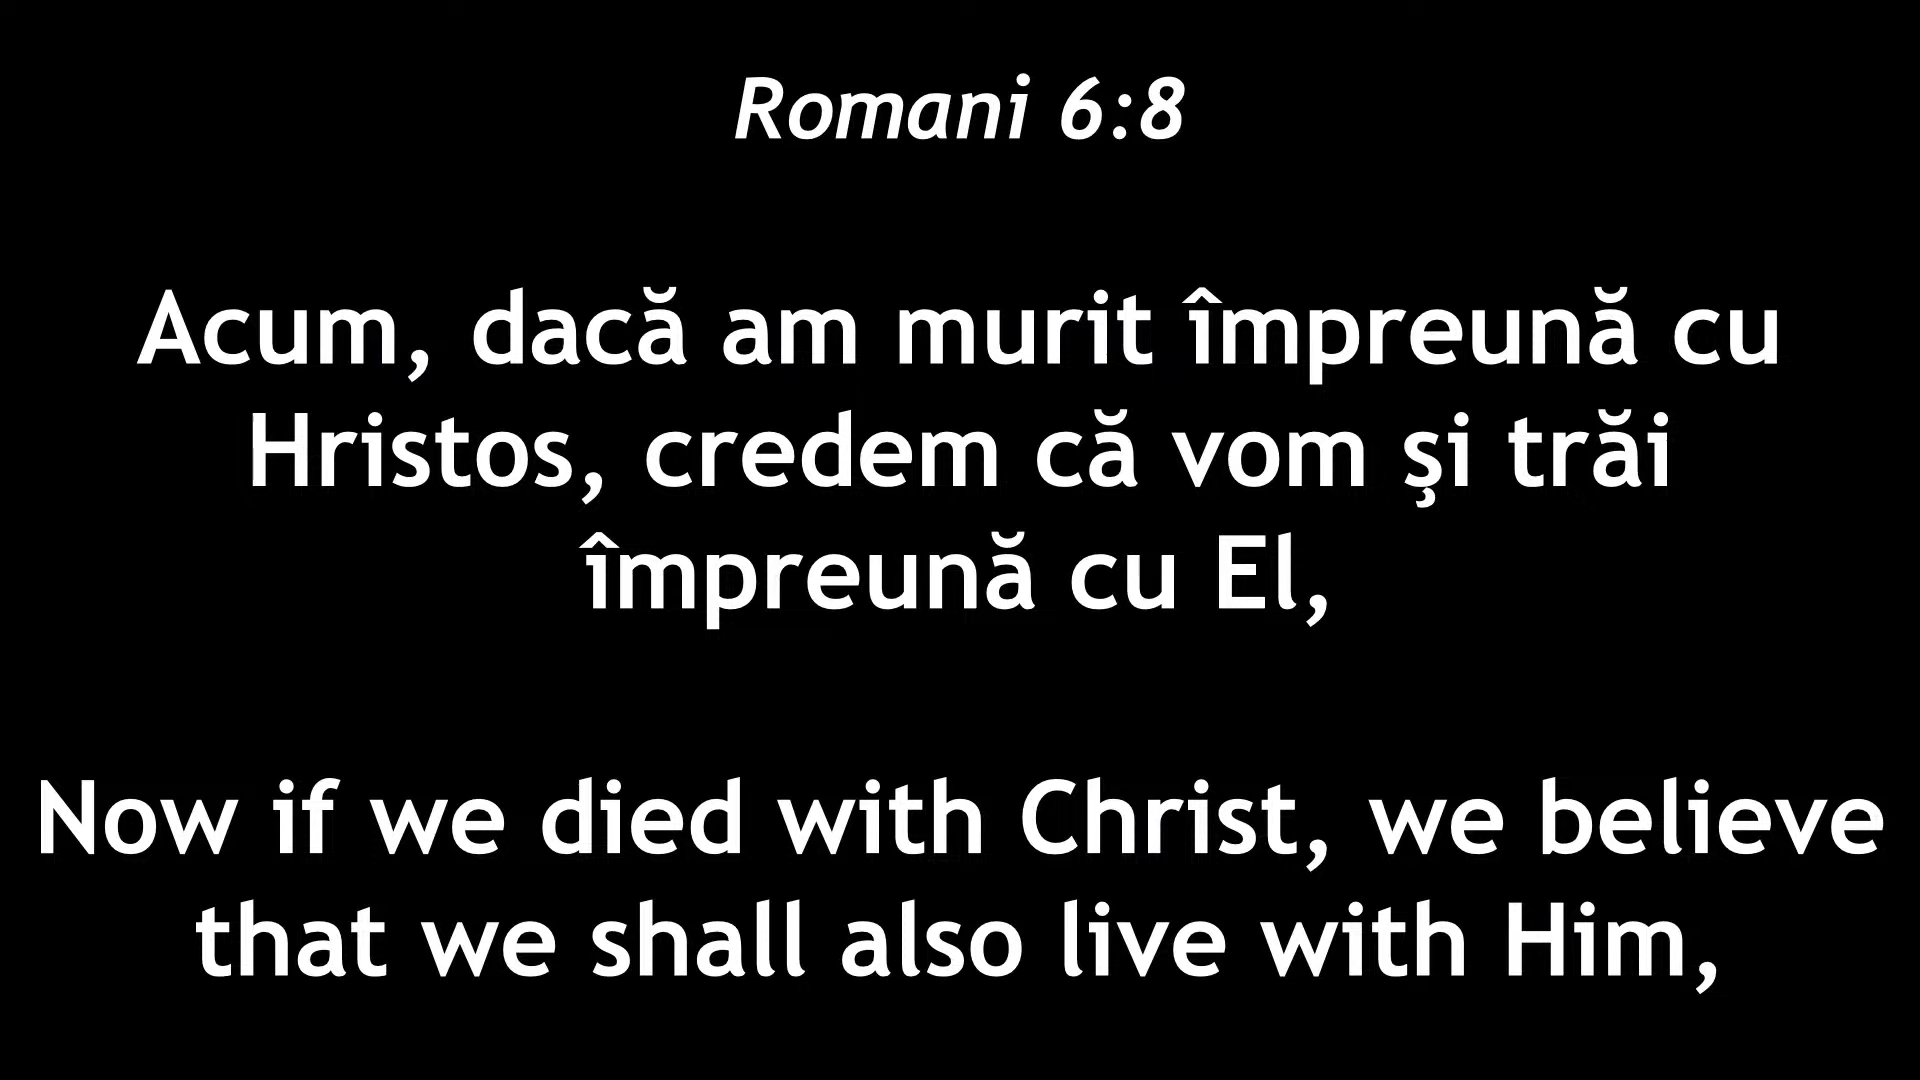 Romani 6:8
Acum, dacă am murit împreună cu
Hristos, credem că vom şi trăi
împreună cu El,
Now if we died with Christ, we believe
that we shall also live with Him,